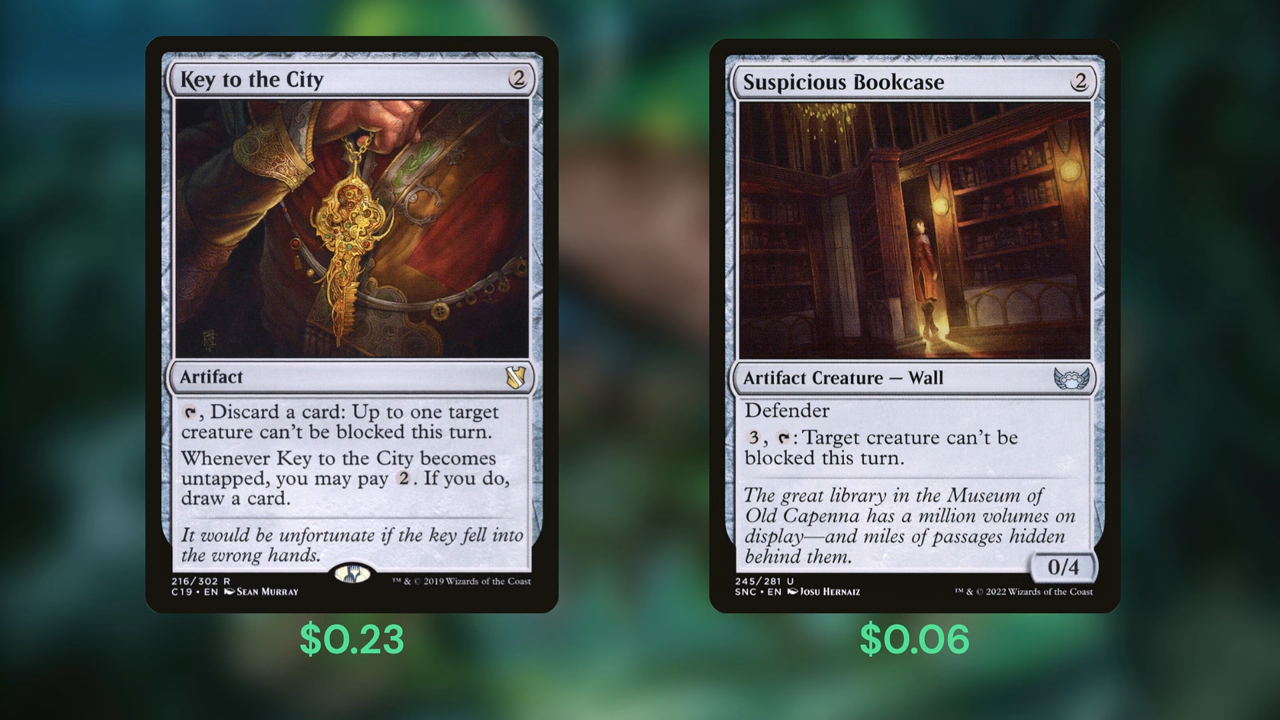 Key to the City 2
Artifact
, Discard a card: Up to one target
creature can't be blocked this turn.
Whenever Key to the City becomes
untapped, you may pay 2. If you do,
draw a card.
It would be unfortunate if the key fell into
the wrong hands.
216/302 R
C19 • EN Sean Murray
™ & © 2019 Wizards of the Coast
$0.23
Suspicious Bookcase 2
Artifact Creature — Wall
Defender
3, : Target creature can't be
blocked this turn.
The great library in the Museum of
Old Capenna has a million volumes on
display—and miles of passages hidden
behind them.
0/4
245/281 U
SNC • EN Josu Hernaiz
™ & © 2022 Wizards of the Coast
$0.06